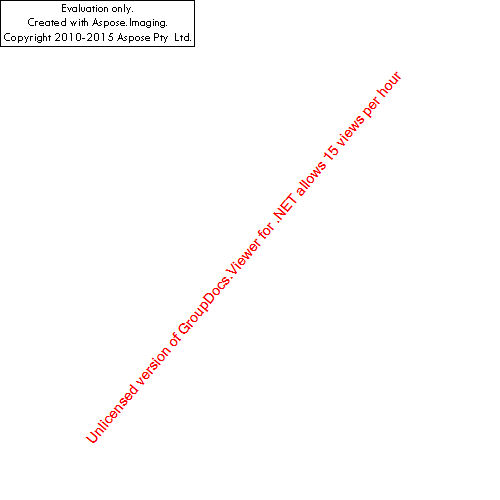 Evaluation only.
Created with Aspose.Imaging.
Copyright 2010-2015 Aspose Pty Ltd.
Unlicensed version of GroupDocs.Viewer for .NET allows 15 views per hour